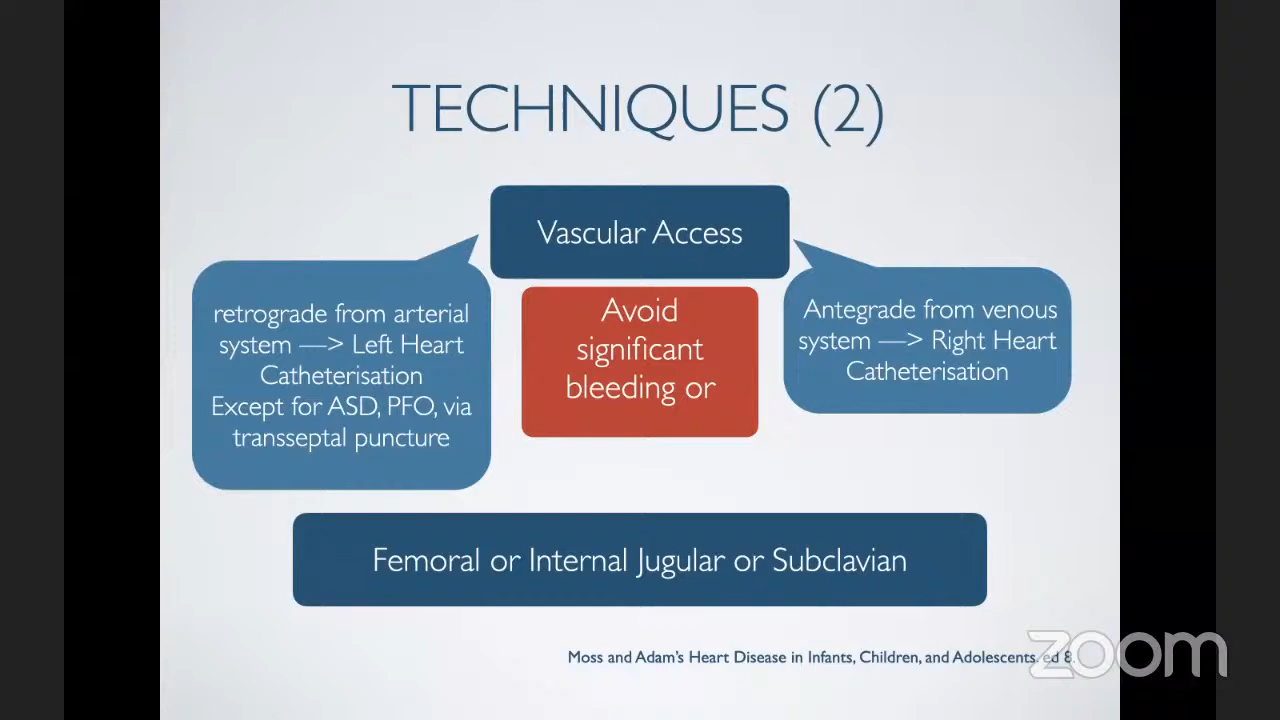 TECHNIQUES (2)
Vascular Access
retrograde from arterial
system —> Left Heart
Catheterisation
Except for ASD, PFO, via
transseptal puncture
Avoid
significant
bleeding or
Antegrade from venous
system —> Right Heart
Catheterisation
Femoral or Internal Jugular or Subclavian
Moss and Adam's Heart Disease in Infants, Children, and Adolescents. ed 8.
zoom